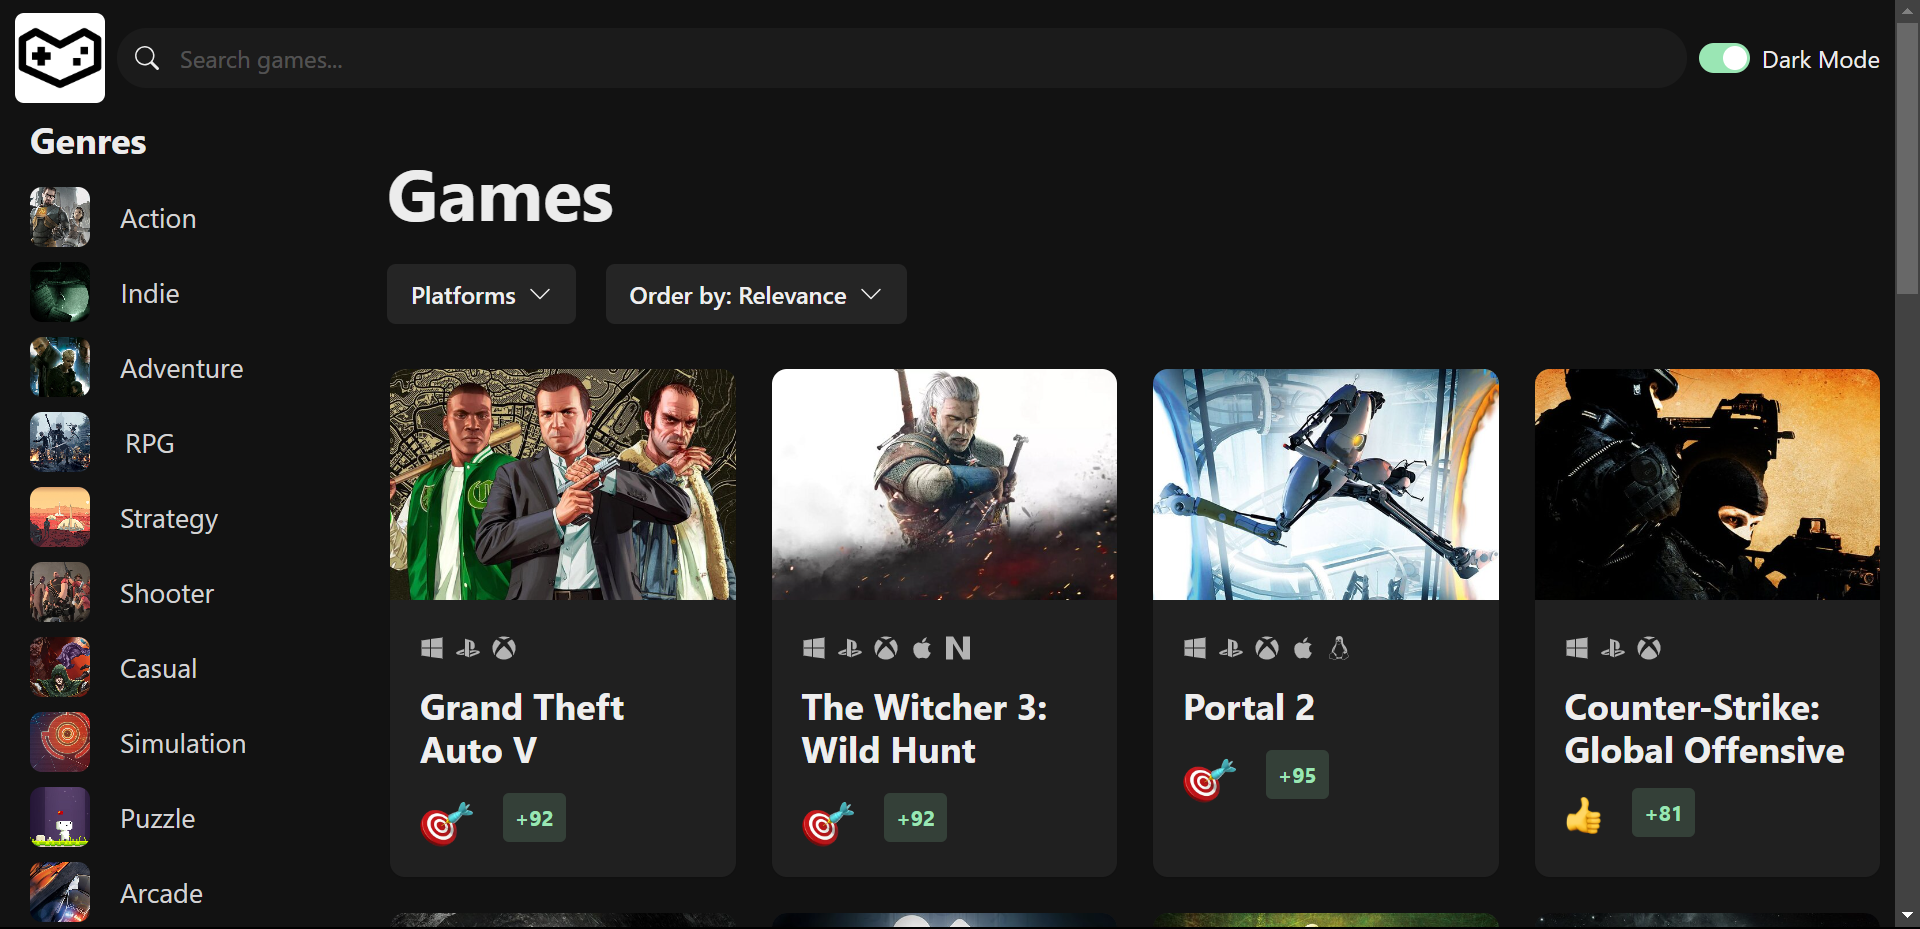 Search games...
Dark Mode
Genres
Action
Indie
Adventure
RPG
Strategy
Shooter
Casual
Simulation
Puzzle
Arcade
Games
Platforms
Order by: Relevance
Grand Theft
Auto V
+92
The Witcher 3:
Wild Hunt
+92
Portal 2
+95
Counter-Strike:
Global Offensive
+81